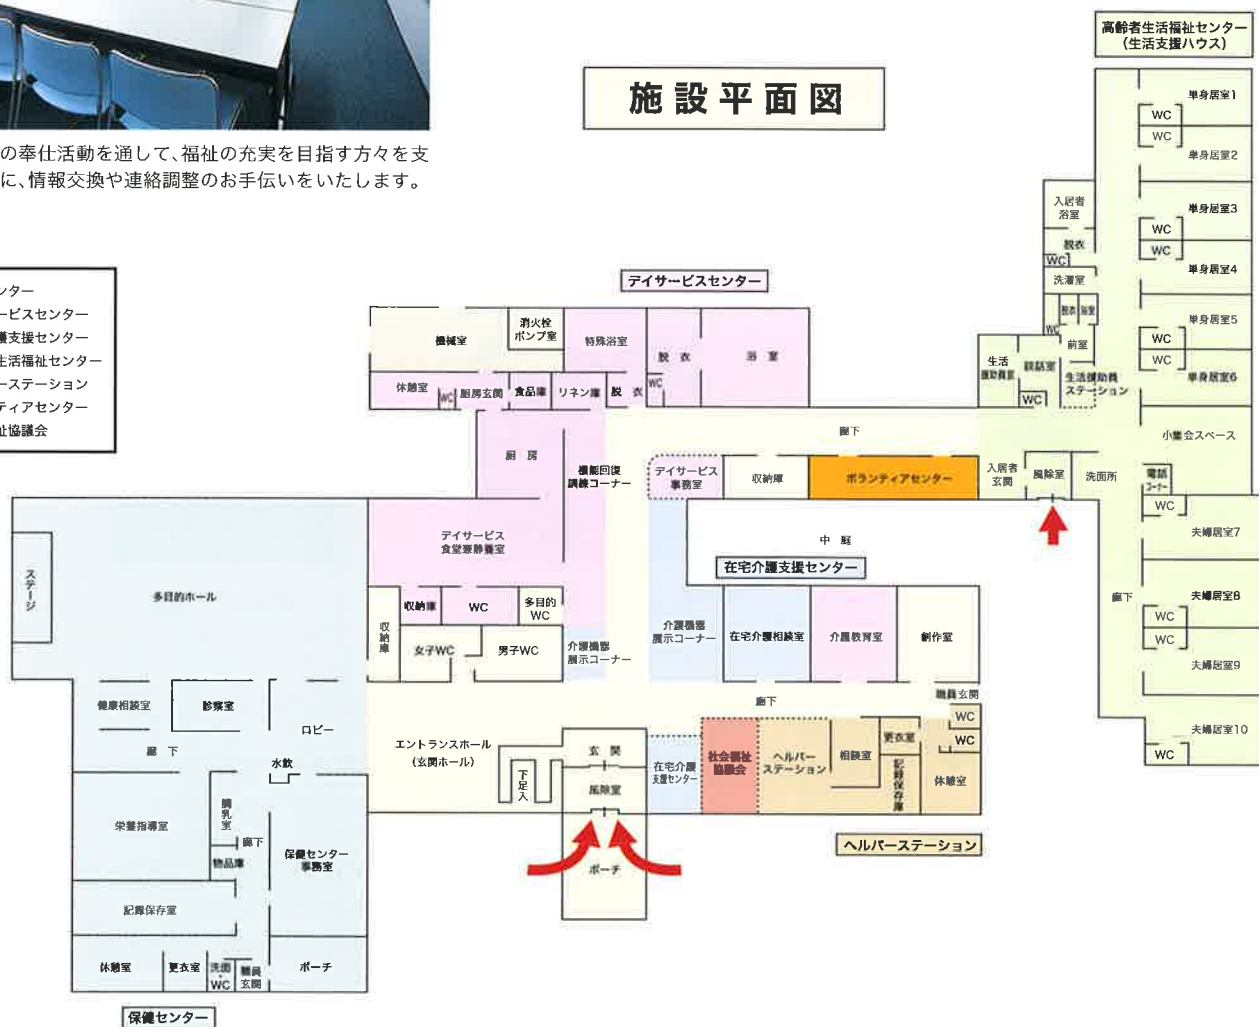 施設平面図
の奉仕活動を通して、福祉の充実を目指す方々を支
に、情報交換や連絡調整のお手伝いをいたします。
ンター
ービスセンター
護支援センター
生活福祉センター
ーステーション
ティアセンター
祉協議会
高齢者生活福祉センター
（生活支援ハウス）
単身居室1
WC
WC
単身居室2
単身居室3
WC
WC
単身居室4
単身居室5
WC
WC
単身居室6
入居者
浴室
脱衣
WC
洗濯室
脱衣
浴室
WC
前室
生活
援助員室
談話室
WC
生活援助員
ステーション
小集会スペース
廊下
入居者
玄関
風除室
洗面所
電話
コーナー
WC
夫婦居室7
廊下
夫婦居室8
WC
WC
夫婦居室9
夫婦居室10
WC
デイサービスセンター
機械室
消火栓
ポンプ室
特殊浴室
脱衣
浴室
休憩室
WC
厨房玄関
食品庫
リネン庫
脱衣
WC
厨房
機能回復
訓練コーナー
デイサービス
事務室
収納庫
ボランティアセンター
中庭
デイサービス
食堂兼静養室
収納庫
収納庫
WC
多目的
WC
女子WC
男子WC
介護機器
展示コーナー
在宅介護支援センター
介護機器
展示コーナー
在宅介護相談室
介護教育室
創作室
廊下
職員玄関
WC
WC
エントランスホール
（玄関ホール）
玄関
下足入
風除室
ポーチ
在宅介護
支援センター
社会福祉
協議会
ヘルパー
ステーション
相談室
更衣室
記録保存庫
休憩室
ヘルパーステーション
ステージ
多目的ホール
健康相談室
診察室
ロビー
廊下
水飲
栄養指導室
調乳室
廊下
物品庫
保健センター
事務室
記録保存室
休憩室
更衣室
洗面・
WC
職員
玄関
ポーチ
保健センター